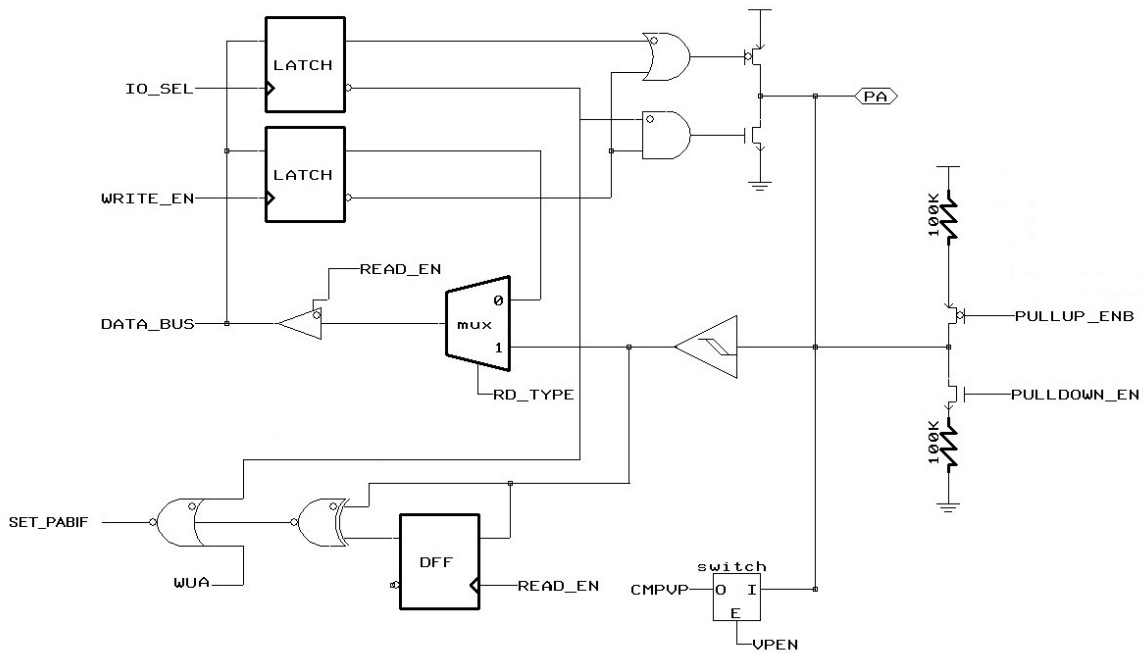 LATCH
IO_SEL
PA
LATCH
WRITE_EN
100K
READ_EN
0
DATA_BUS
mux
PULLUP_ENB
1
RD_TYPE
PULLDOWN_EN
100K
SET_PABIF
DFF
switch
WUA
READ_EN
CMPVP
O I
E
VPEN